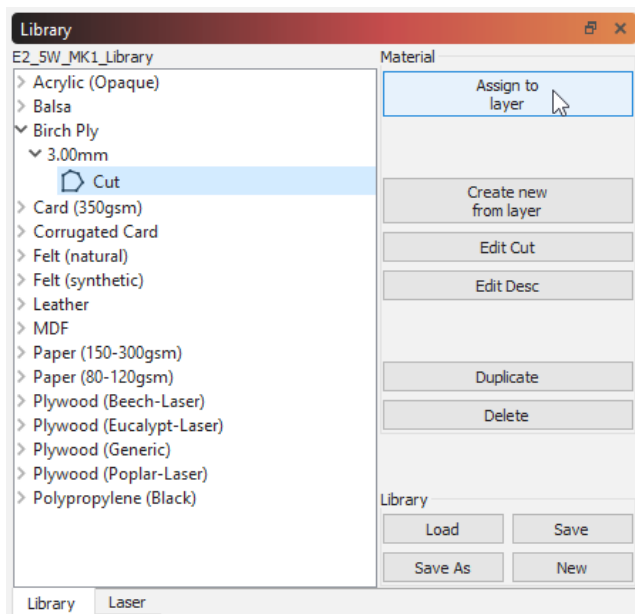 Library
E2_5W_MK1_Library
Acrylic (Opaque)
Balsa
Birch Ply
3.00mm
Cut
Card (350gsm)
Corrugated Card
Felt (natural)
Felt (synthetic)
Leather
MDF
Paper (150-300gsm)
Paper (80-120gsm)
Plywood (Beech-Laser)
Plywood (Eucalypt-Laser)
Plywood (Generic)
Plywood (Poplar-Laser)
Polypropylene (Black)
Material
Assign to
layer
Create new
from layer
Edit Cut
Edit Desc
Duplicate
Delete
Library
Load Save
Save As New
Library Laser